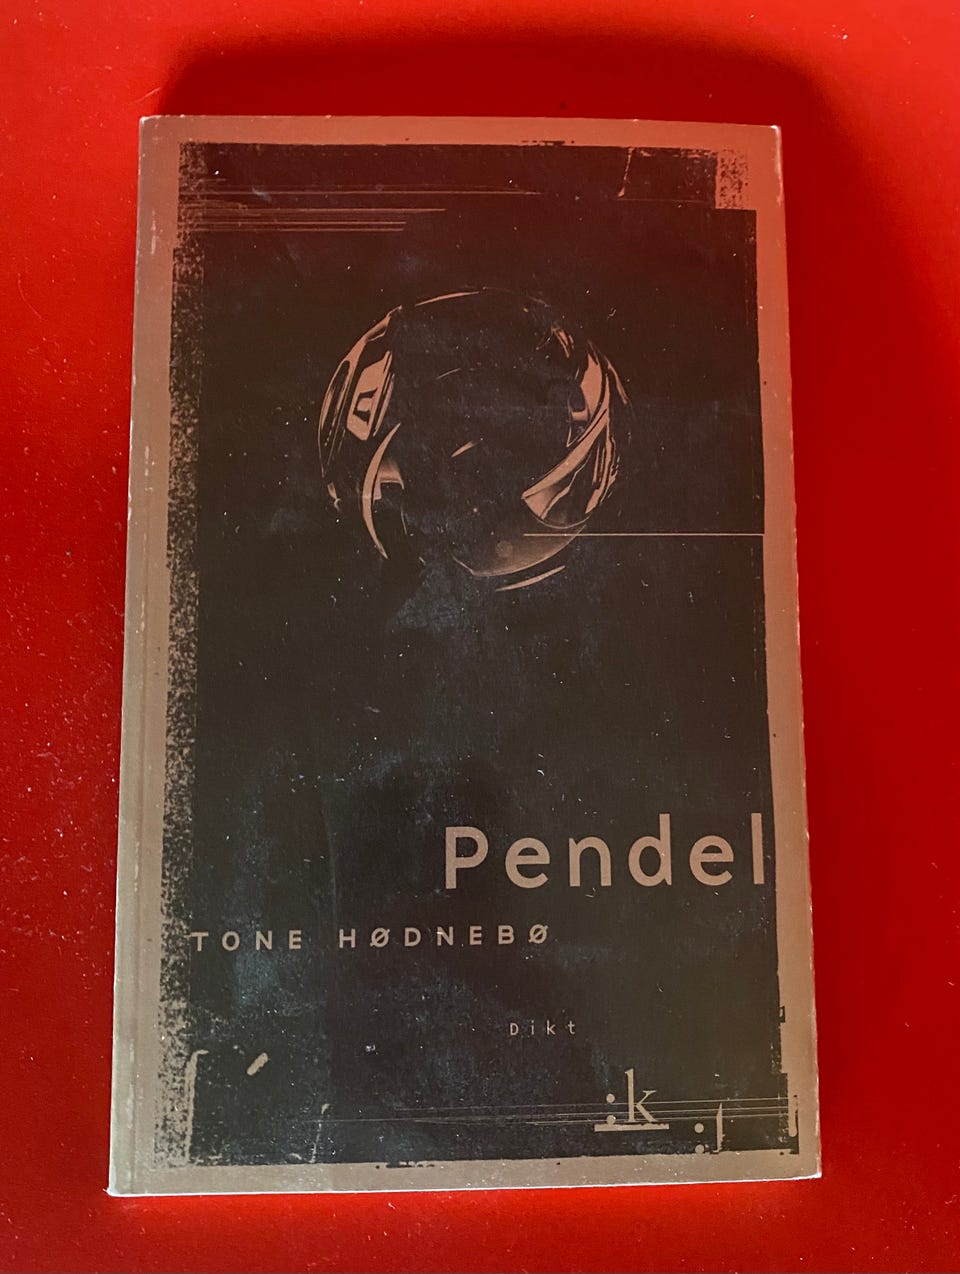 Pendel
TONE HØDNEBØ
Dikt
:k